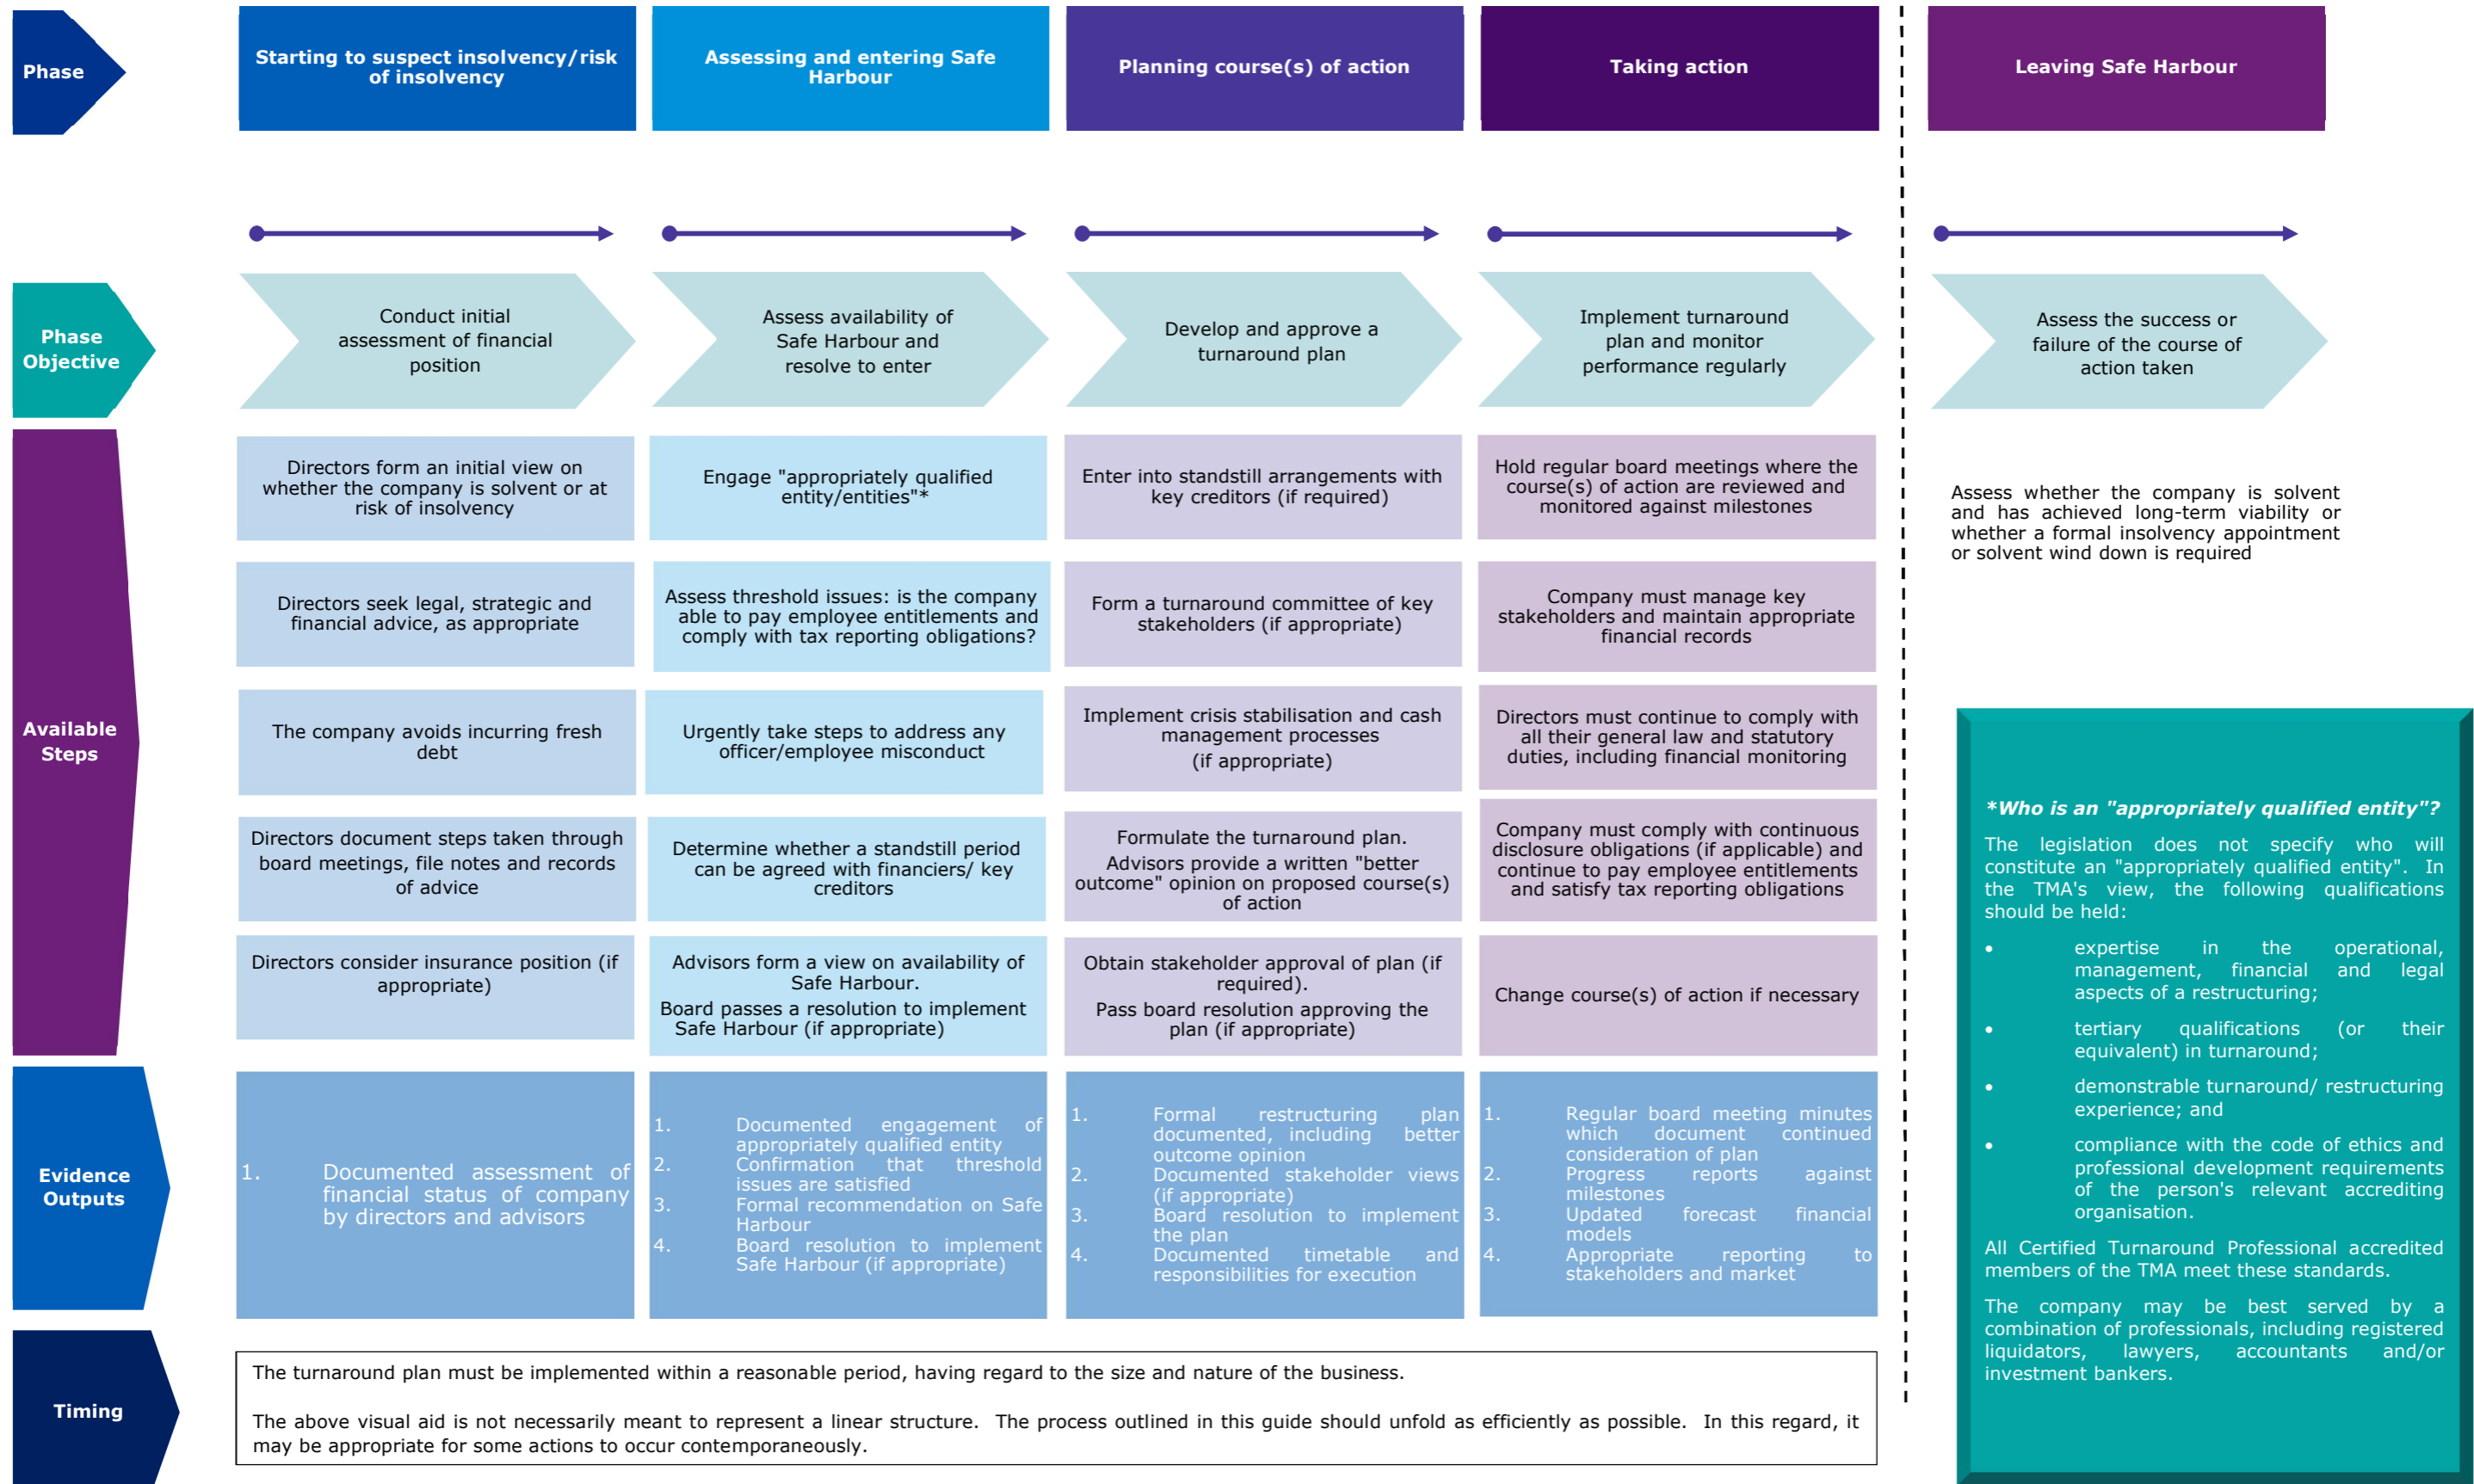 Phase
Starting to suspect insolvency/risk
of insolvency
Assessing and entering Safe
Harbour
Planning course(s) of action
Taking action
Leaving Safe Harbour
Phase
Objective
Conduct initial
assessment of financial
position
Assess availability of
Safe Harbour and
resolve to enter
Develop and approve a
turnaround plan
Implement turnaround
plan and monitor
performance regularly
Assess the success or
failure of the course of
action taken
Available
Steps
Directors form an initial view on
whether the company is solvent or at
risk of insolvency
Engage "appropriately qualified
entity/entities"*
Enter into standstill arrangements with
key creditors (if required)
Hold regular board meetings where the
course(s) of action are reviewed and
monitored against milestones
Assess whether the company is solvent
and has achieved long-term viability or
whether a formal insolvency appointment
or solvent wind down is required
Directors seek legal, strategic and
financial advice, as appropriate
Assess threshold issues: is the company
able to pay employee entitlements and
comply with tax reporting obligations?
Form a turnaround committee of key
stakeholders (if appropriate)
Company must manage key
stakeholders and maintain appropriate
financial records
The company avoids incurring fresh
debt
Urgently take steps to address any
officer/employee misconduct
Implement crisis stabilisation and cash
management processes
(if appropriate)
Directors must continue to comply with
all their general law and statutory
duties, including financial monitoring
Directors document steps taken through
board meetings, file notes and records
of advice
Determine whether a standstill period
can be agreed with financiers/ key
creditors
Formulate the turnaround plan.
Advisors provide a written "better
outcome" opinion on proposed course(s)
of action
Company must comply with continuous
disclosure obligations (if applicable) and
continue to pay employee entitlements
and satisfy tax reporting obligations
Directors consider insurance position (if
appropriate)
Advisors form a view on availability of
Safe Harbour.
Board passes a resolution to implement
Safe Harbour (if appropriate)
Obtain stakeholder approval of plan (if
required).
Pass board resolution approving the
plan (if appropriate)
Change course(s) of action if necessary
Evidence
Outputs
1. Documented assessment of
financial status of company
by directors and advisors
1. Documented engagement of
appropriately qualified entity
2. Confirmation that threshold
issues are satisfied
3. Formal recommendation on Safe
Harbour
4. Board resolution to implement
Safe Harbour (if appropriate)
1. Formal restructuring plan
documented, including better
outcome opinion
2. Documented stakeholder views
(if appropriate)
3. Board resolution to implement
the plan
4. Documented timetable and
responsibilities for execution
1. Regular board meeting minutes
which document continued
consideration of plan
2. Progress reports against
milestones
3. Updated forecast financial
models
4. Appropriate reporting to
stakeholders and market
Timing
The turnaround plan must be implemented within a reasonable period, having regard to the size and nature of the business.
The above visual aid is not necessarily meant to represent a linear structure. The process outlined in this guide should unfold as efficiently as possible. In this regard, it
may be appropriate for some actions to occur contemporaneously.
*Who is an "appropriately qualified entity"?
The legislation does not specify who will
constitute an "appropriately qualified entity". In
the TMA's view, the following qualifications
should be held:
• expertise in the operational,
management, financial and legal
aspects of a restructuring;
• tertiary qualifications (or their
equivalent) in turnaround;
• demonstrable turnaround/ restructuring
experience; and
• compliance with the code of ethics and
professional development requirements
of the person's relevant accrediting
organisation.
All Certified Turnaround Professional accredited
members of the TMA meet these standards.
The company may be best served by a
combination of professionals, including registered
liquidators, lawyers, accountants and/or
investment bankers.